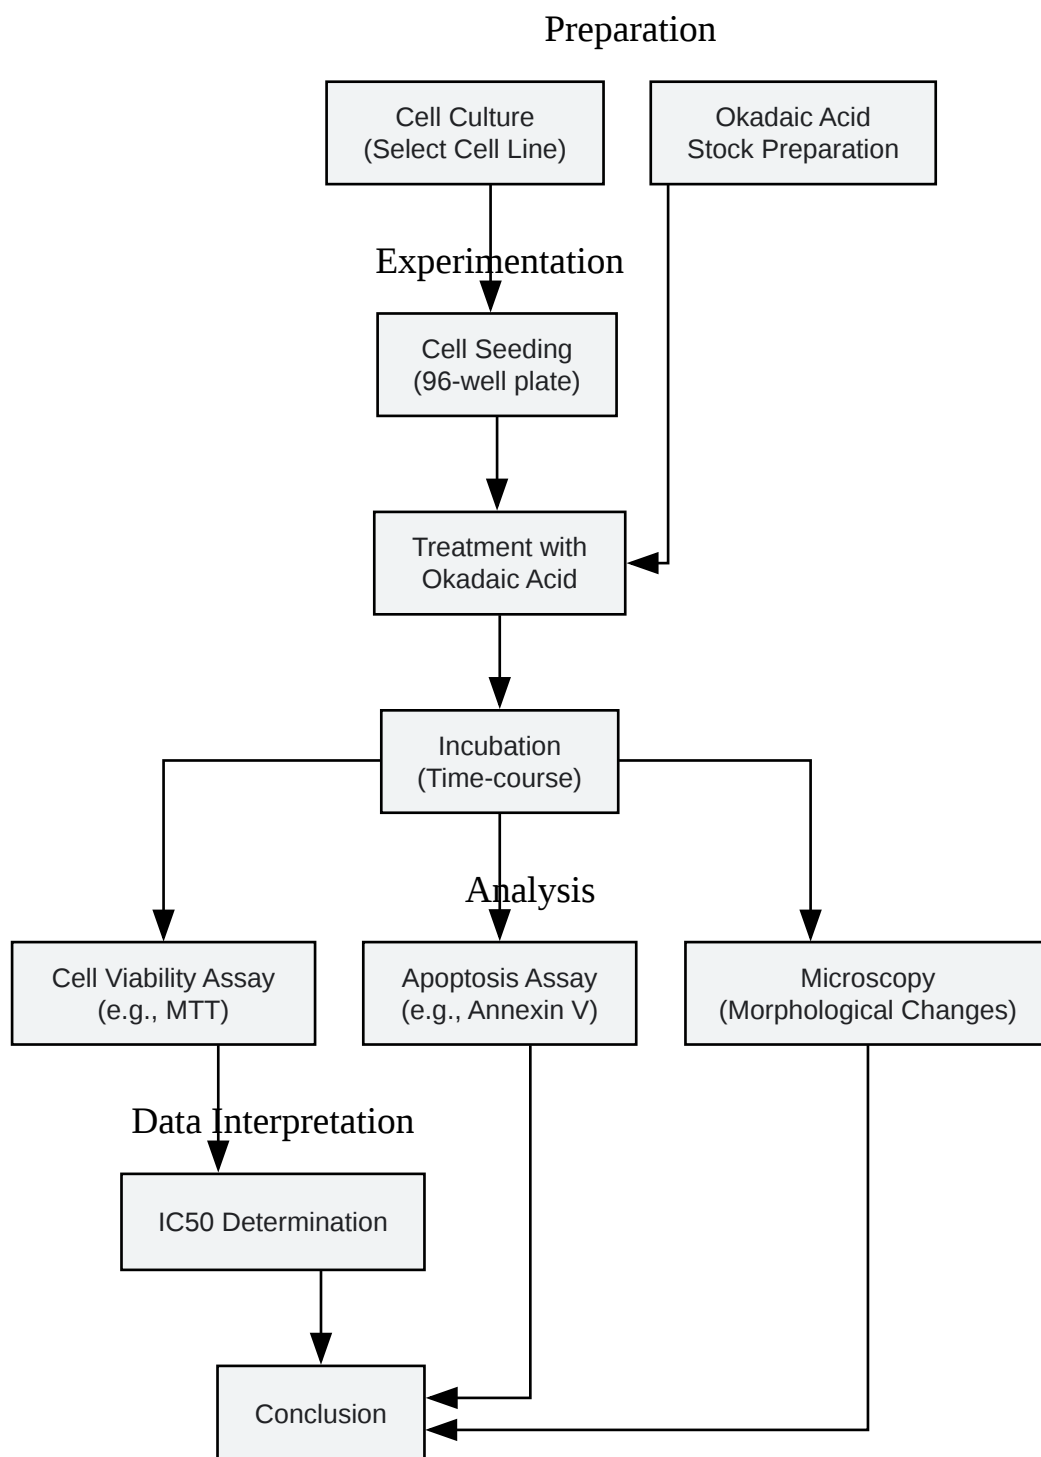 Preparation
Cell Culture
(Select Cell Line)
Okadaic Acid
Stock Preparation
Experimentation
Cell Seeding
(96-well plate)
Treatment with
Okadaic Acid
Incubation
(Time-course)
Analysis
Cell Viability Assay
(e.g., MTT)
Apoptosis Assay
(e.g., Annexin V)
Microscopy
(Morphological Changes)
Data Interpretation
IC50 Determination
Conclusion